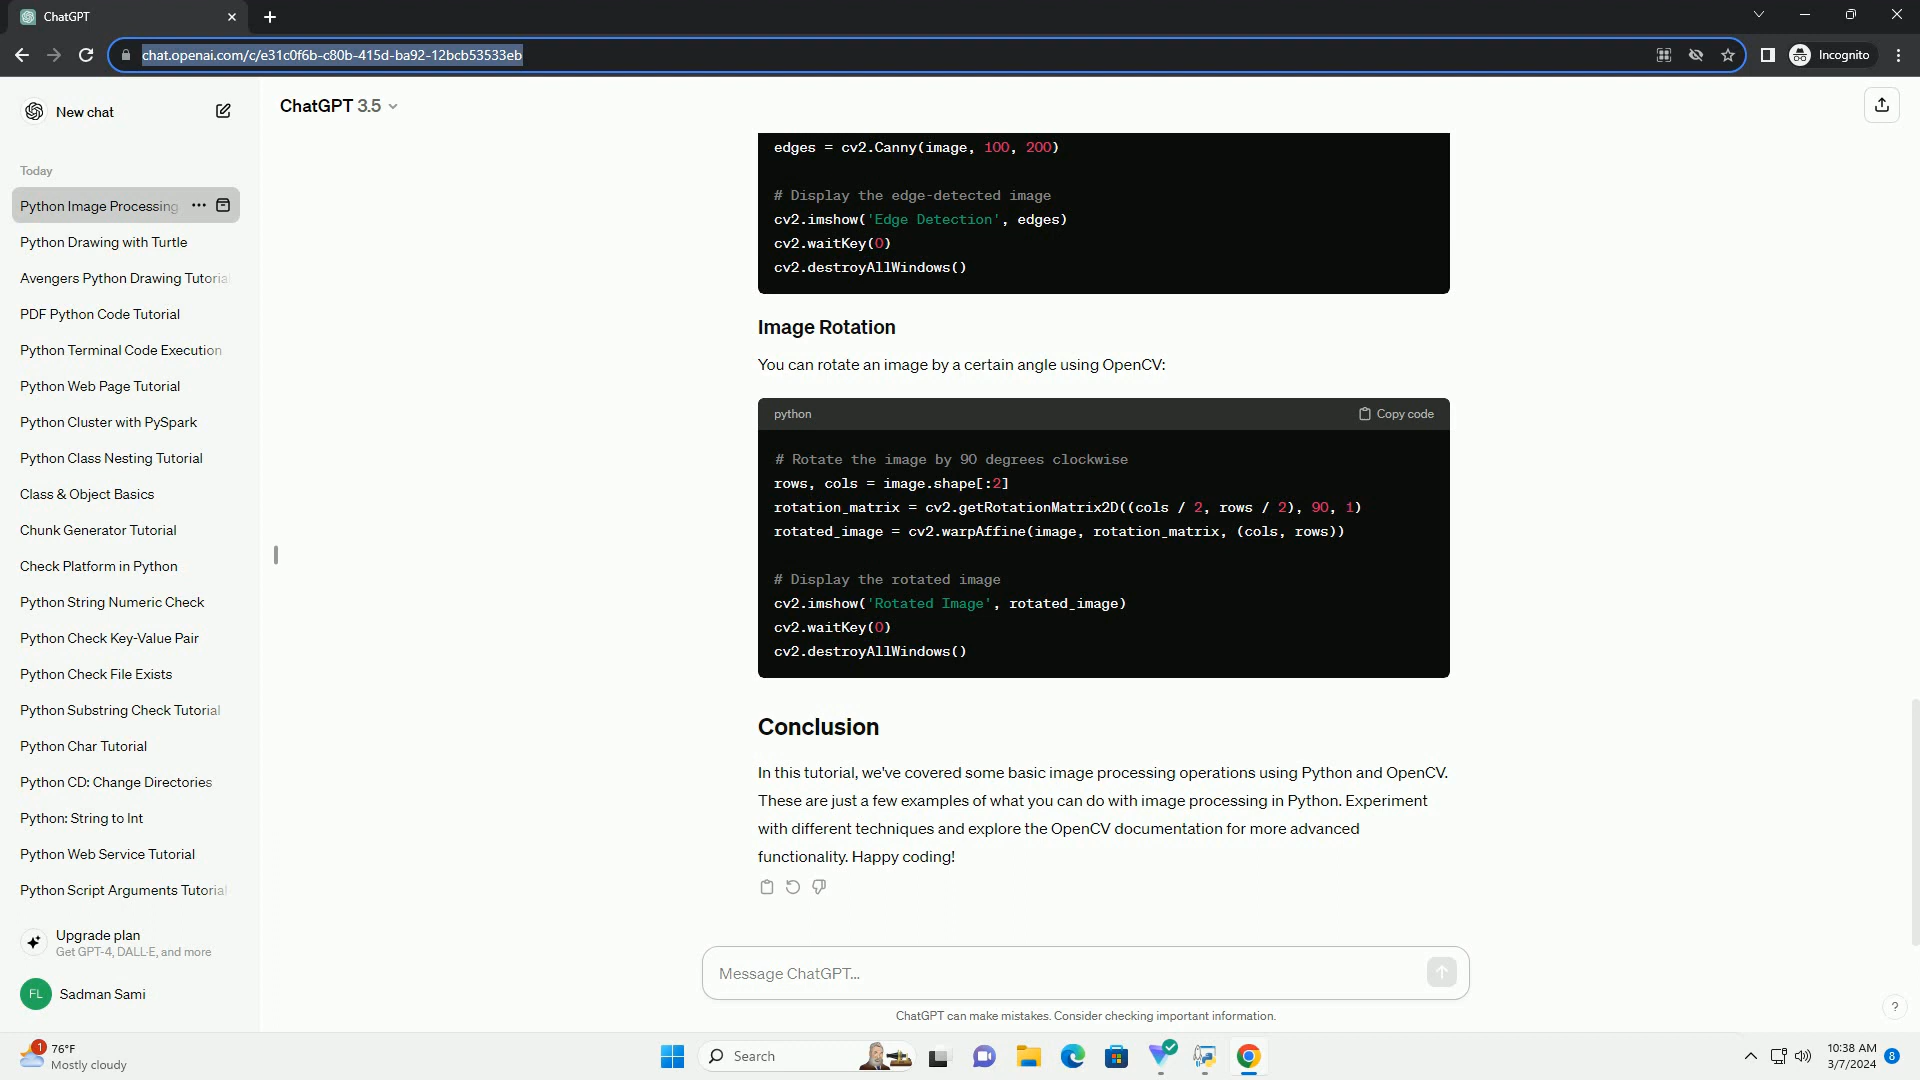 ChatGPT
chat.openai.com/c/e31c0f6b-c80b-415d-ba92-12bcb53533eb
Incognito
New chat
ChatGPT 3.5
Today
Python Image Processing
Python Drawing with Turtle
Avengers Python Drawing Tutorial
PDF Python Code Tutorial
Python Terminal Code Execution
Python Web Page Tutorial
Python Cluster with PySpark
Python Class Nesting Tutorial
Class & Object Basics
Chunk Generator Tutorial
Check Platform in Python
Python String Numeric Check
Python Check Key-Value Pair
Python Check File Exists
Python Substring Check Tutorial
Python Char Tutorial
Python CD: Change Directories
Python: String to Int
Python Web Service Tutorial
Python Script Arguments Tutorial
Upgrade plan
Get GPT-4, DALL·E, and more
FL
Sadman Sami
edges = cv2.Canny(image, 100, 200)
# Display the edge-detected image
cv2.imshow('Edge Detection', edges)
cv2.waitKey(0)
cv2.destroyAllWindows()
Image Rotation
You can rotate an image by a certain angle using OpenCV:
python
Copy code
# Rotate the image by 90 degrees clockwise
rows, cols = image.shape[:2]
rotation_matrix = cv2.getRotationMatrix2D((cols / 2, rows / 2), 90, 1)
rotated_image = cv2.warpAffine(image, rotation_matrix, (cols, rows))
# Display the rotated image
cv2.imshow('Rotated Image', rotated_image)
cv2.waitKey(0)
cv2.destroyAllWindows()
Conclusion
In this tutorial, we've covered some basic image processing operations using Python and OpenCV.
These are just a few examples of what you can do with image processing in Python. Experiment
with different techniques and explore the OpenCV documentation for more advanced
functionality. Happy coding!
Message ChatGPT...
ChatGPT can make mistakes. Consider checking important information.
?
1
76°F
Mostly cloudy
Search
10:38 AM
3/7/2024
8